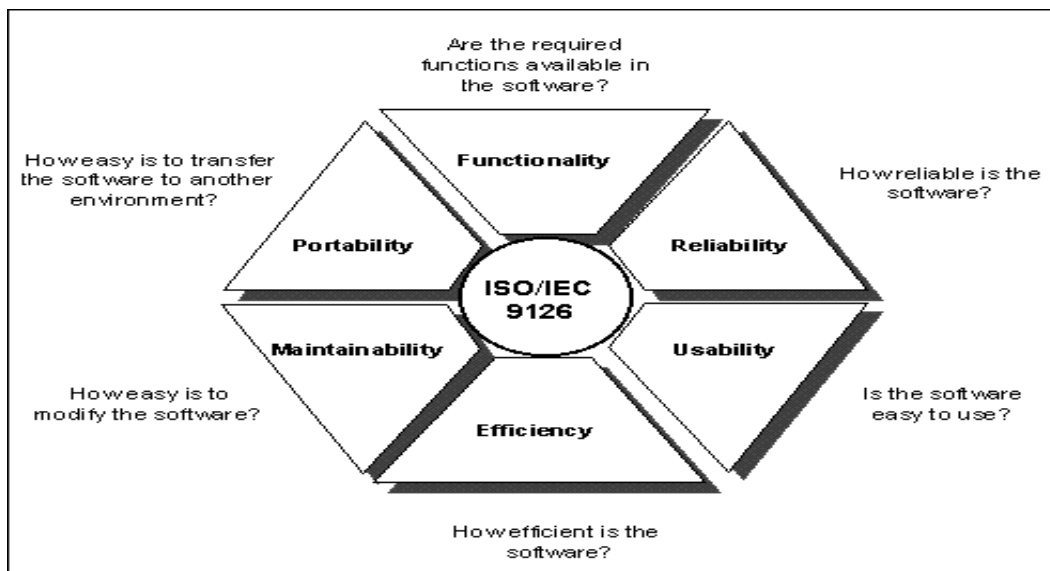 Are the required
functions available in
the software?
Functionality
How reliable is the
software?
Reliability
Is the software
easy to use?
Usability
How efficient is the
software?
Efficiency
How easy is to
modify the software?
Maintainability
How easy is to transfer
the software to another
environment?
Portability
ISO/IEC
9126